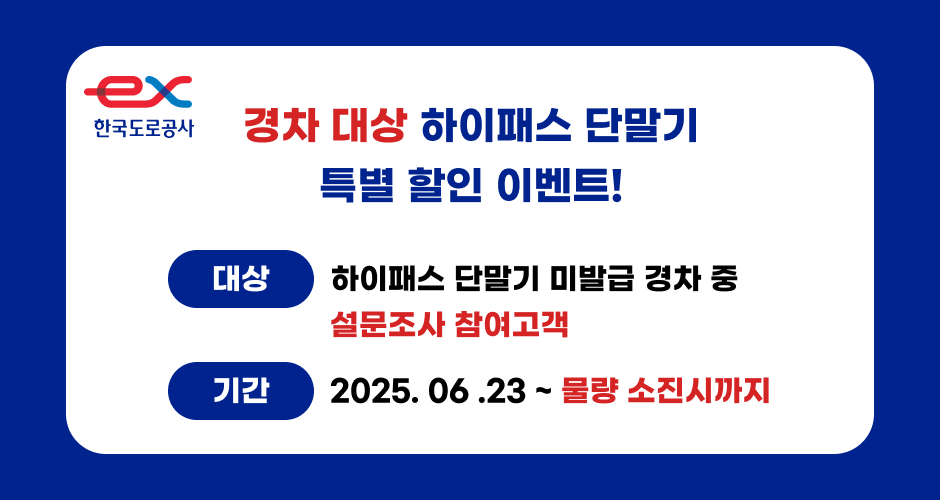 ex
한국도로공사
경차 대상 하이패스 단말기
특별 할인 이벤트!
대상
하이패스 단말기 미발급 경차 중
설문조사 참여고객
기간
2025. 06 .23 ~ 물량 소진시까지